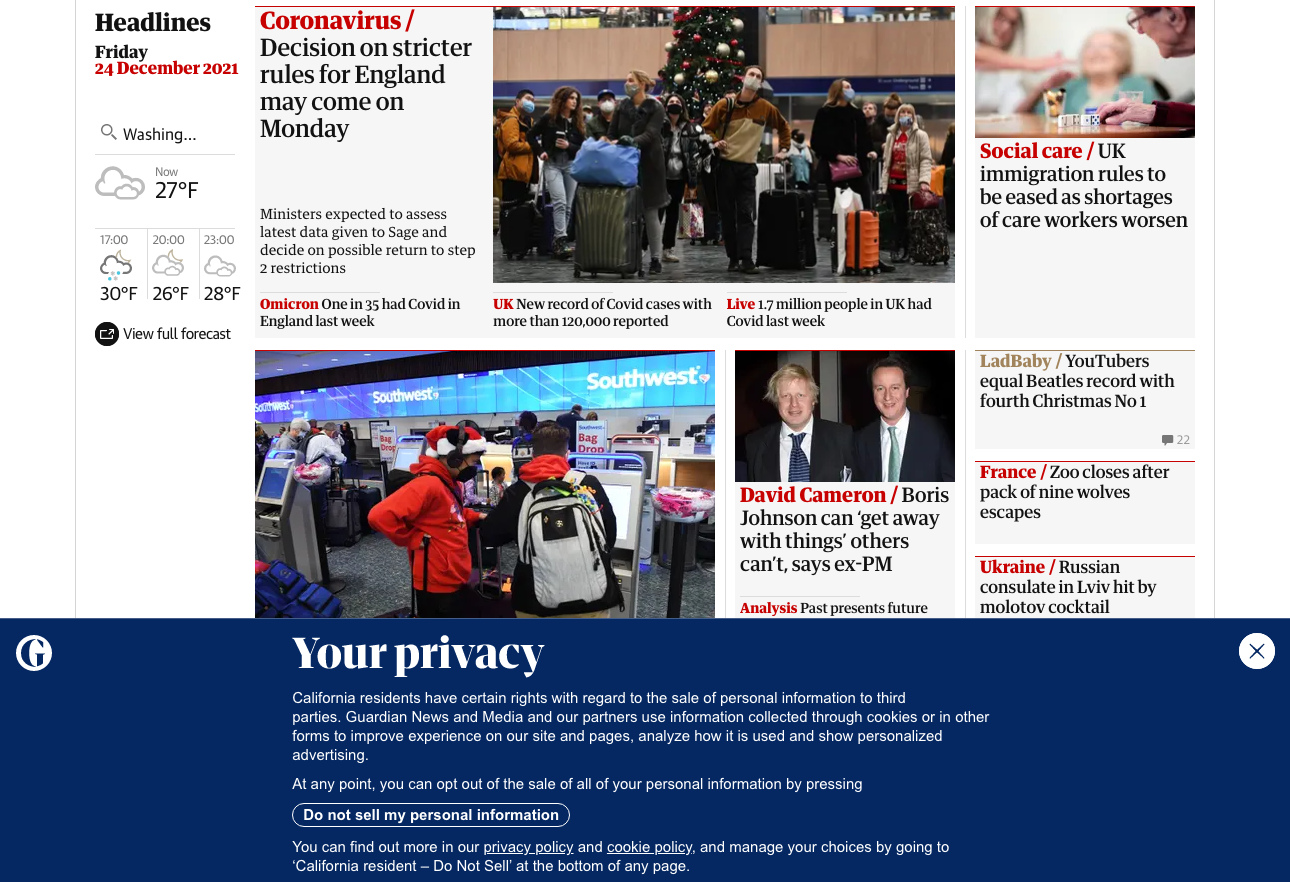 Headlines
Friday
24 December 2021
Washing...
Now
27°F
17:00
20:00
23:00
30°F
26°F
28°F
View full forecast
Coronavirus /
Decision on stricter
rules for England
may come on
Monday
Ministers expected to assess
latest data given to Sage and
decide on possible return to step
2 restrictions
PRIME
Omicron One in 35 had Covid in
England last week
UK New record of Covid cases with
more than 120,000 reported
Live 1.7 million people in UK had
Covid last week
Social care / UK
immigration rules to
be eased as shortages
of care workers worsen
Southwest
Southwest
Southwest
Southwest
Bag
Drop
Southwest
Bag
Drop
David Cameron / Boris
Johnson can ‘get away
with things’ others
can’t, says ex-PM
Analysis Past presents future
LadBaby / YouTubers
equal Beatles record with
fourth Christmas No 1
22
France / Zoo closes after
pack of nine wolves
escapes
Ukraine / Russian
consulate in Lviv hit by
molotov cocktail
G
Your privacy
California residents have certain rights with regard to the sale of personal information to third
parties. Guardian News and Media and our partners use information collected through cookies or in other
forms to improve experience on our site and pages, analyze how it is used and show personalized
advertising.
At any point, you can opt out of the sale of all of your personal information by pressing
Do not sell my personal information
You can find out more in our privacy policy and cookie policy, and manage your choices by going to
‘California resident – Do Not Sell’ at the bottom of any page.